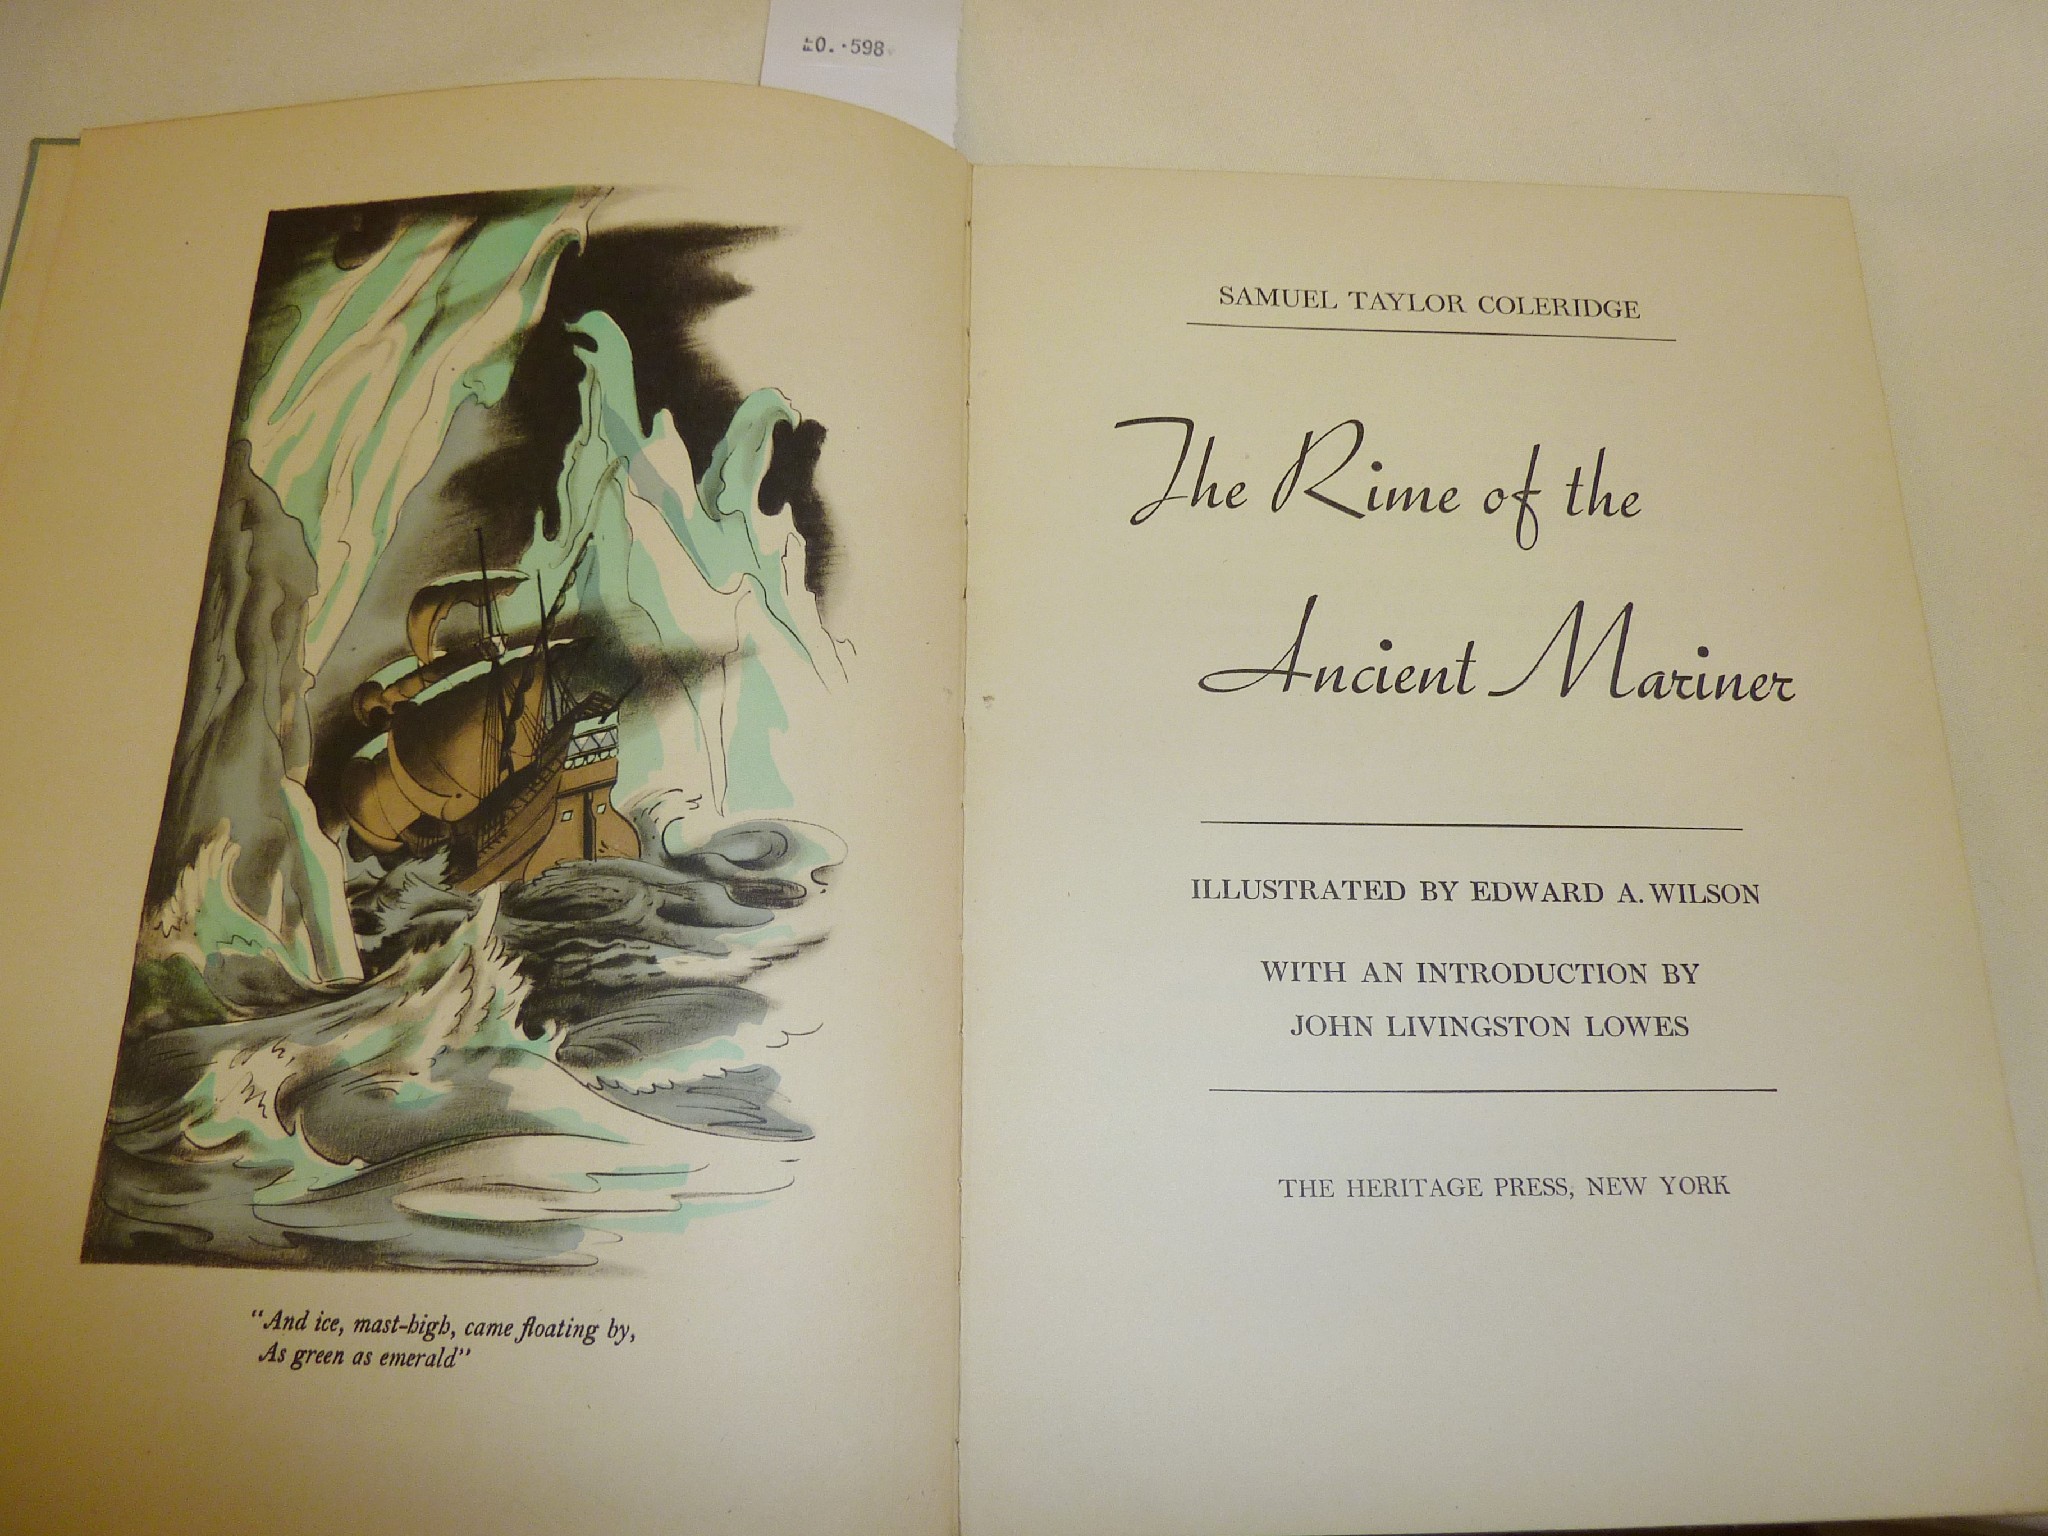 “And ice, mast-high, came floating by,
As green as emerald”
SAMUEL TAYLOR COLERIDGE
The Rime of the
Ancient Mariner
ILLUSTRATED BY EDWARD A. WILSON
WITH AN INTRODUCTION BY
JOHN LIVINGSTON LOWES
THE HERITAGE PRESS, NEW YORK